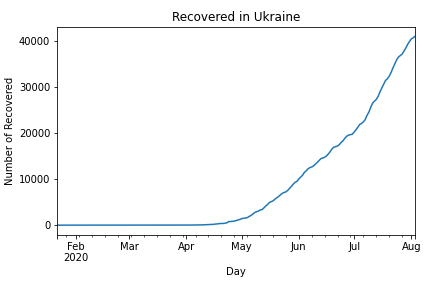 Recovered in Ukraine
Number of Recovered
40000
30000
20000
10000
0
Feb Mar Apr May Jun Jul Aug
2020
Day